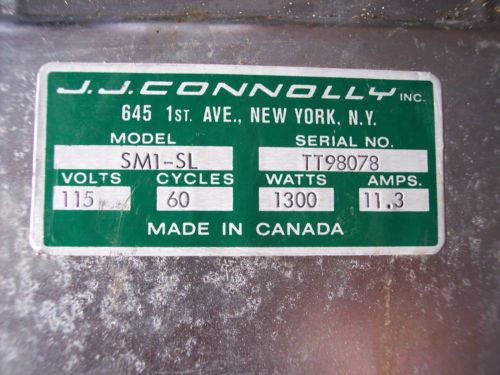 J.J.CONNOLLY INC.
645 1ST. AVE., NEW YORK, N.Y.
MODEL SERIAL NO.
SM1-SL TT98078
VOLTS CYCLES WATTS AMPS.
115 60 1300 11.3
MADE IN CANADA